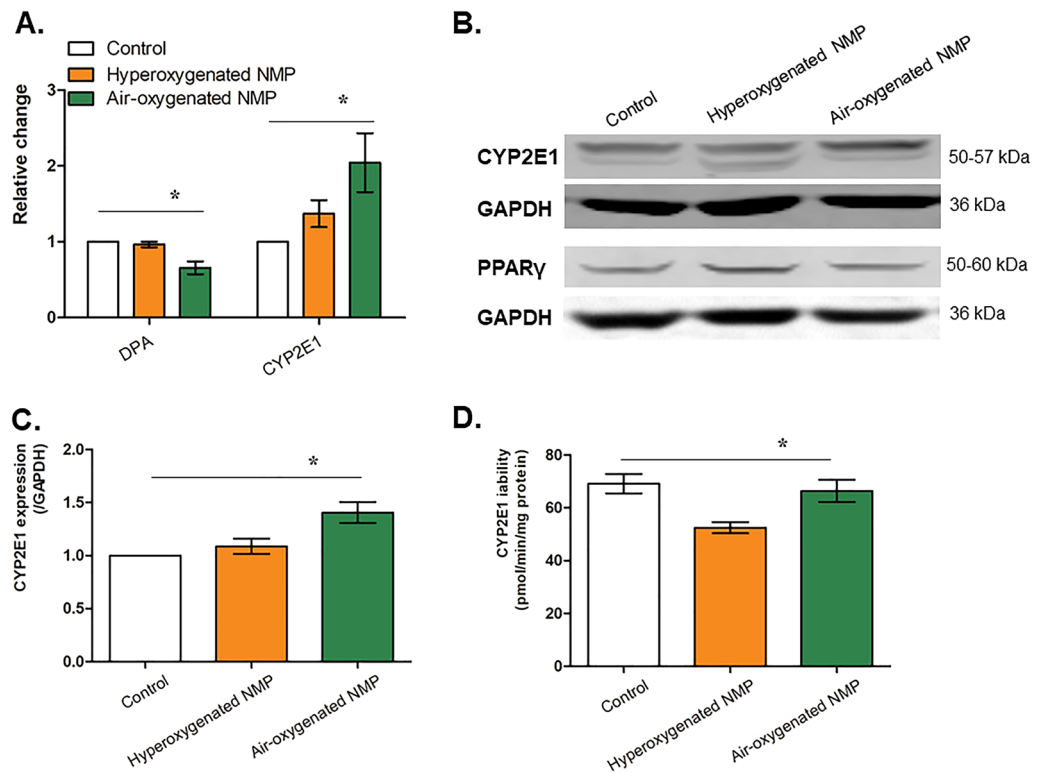 A.
Control
Hyperoxygenated NMP
Air-oxygenated NMP
Relative change
3
2
1
0
*
*
DPA
CYP2E1
B.
Control
Hyperoxygenated NMP
Air-oxygenated NMP
CYP2E1
50-57 kDa
GAPDH
36 kDa
PPARγ
50-60 kDa
GAPDH
36 kDa
C.
CYP2E1 expression
(/GAPDH)
2.0
1.5
1.0
0.5
0.0
*
Control
Hyperoxygenated NMP
Air-oxygenated NMP
D.
CYP2E1 iability
(pmol/min/mg protein)
80
60
40
20
0
*
Control
Hyperoxygenated NMP
Air-oxygenated NMP